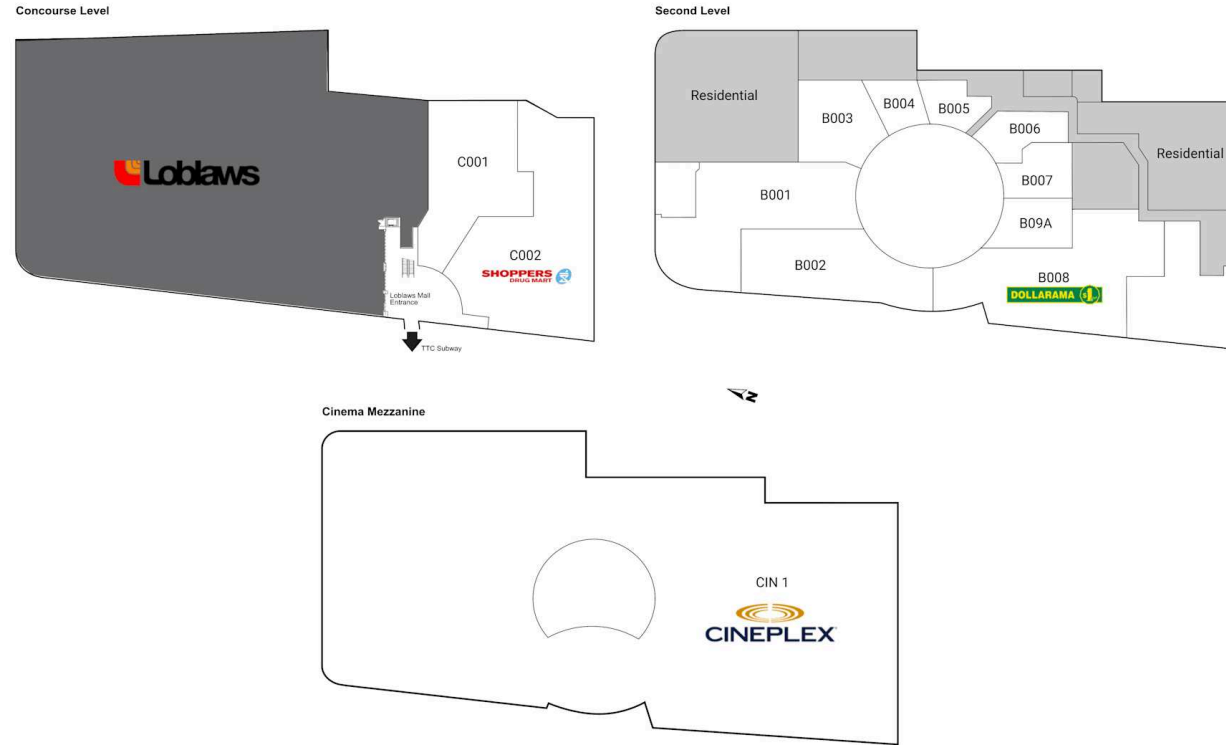 Concourse Level
Loblaws
C001
C002
SHOPPERS
DRUG MART
Loblaws Mall
Entrance
TTC Subway
Second Level
Residential
B003
B004
B005
B006
Residential
B001
B007
B09A
B002
B008
DOLLARAMA
N
Cinema Mezzanine
CIN 1
CINEPLEX